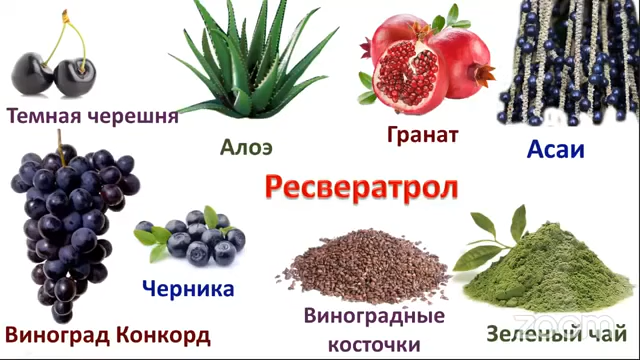 Темная черешня
Алоэ
Гранат
Асаи
Ресвератрол
Черника
Виноград Конкорд
Виноградные
косточки
Зеленый чай
zoom